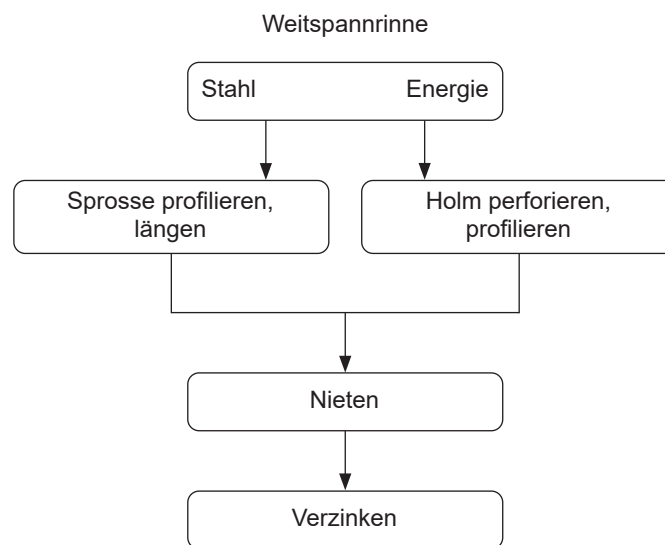 Weitspannrinne
Stahl Energie
Sprosse profilieren,
längen
Holm perforieren,
profilieren
Nieten
Verzinken